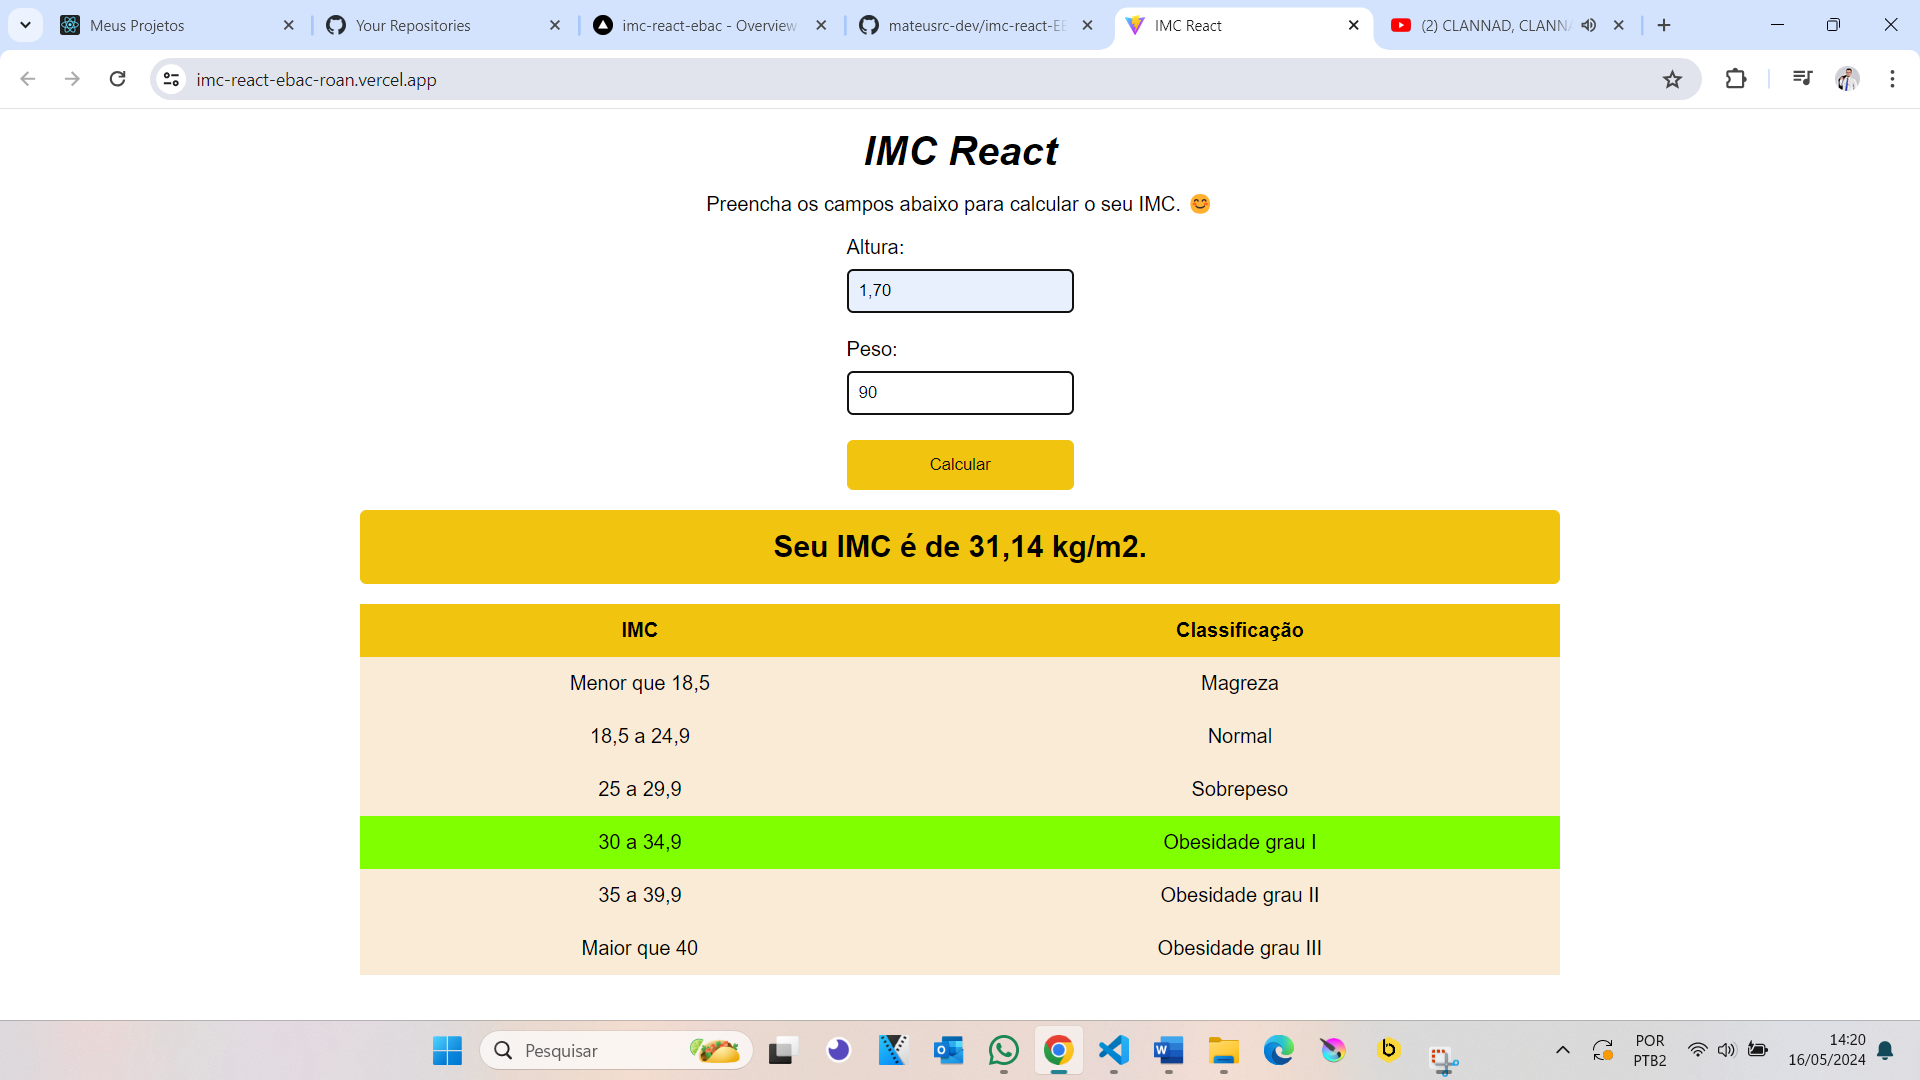 Meus Projetos
Your Repositories
imc-react-ebac - Overview
mateusrc-dev/imc-react-EE
IMC React
(2) CLANNAD, CLANNA
imc-react-ebac-roan.vercel.app
IMC React
Preencha os campos abaixo para calcular o seu IMC. 😊
Altura:
1,70
Peso:
90
Calcular
Seu IMC é de 31,14 kg/m2.
IMC Classificação
Menor que 18,5 Magreza
18,5 a 24,9 Normal
25 a 29,9 Sobrepeso
30 a 34,9 Obesidade grau I
35 a 39,9 Obesidade grau II
Maior que 40 Obesidade grau III
Pesquisar
POR
PTB2
14:20
16/05/2024